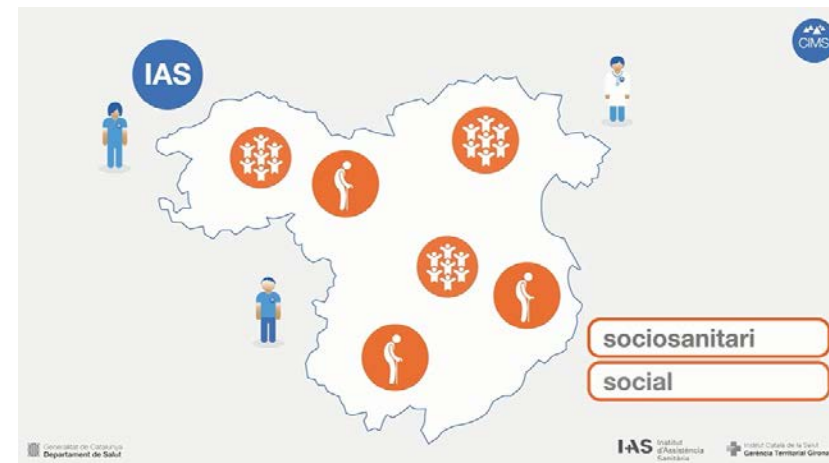 CIMS
IAS
sociosanitari
social
Generalitat de Catalunya
Departament de Salut
IAS Institut
d'Assistència
Sanitària
Institut Català de la Salut
Gerència Territorial Girona